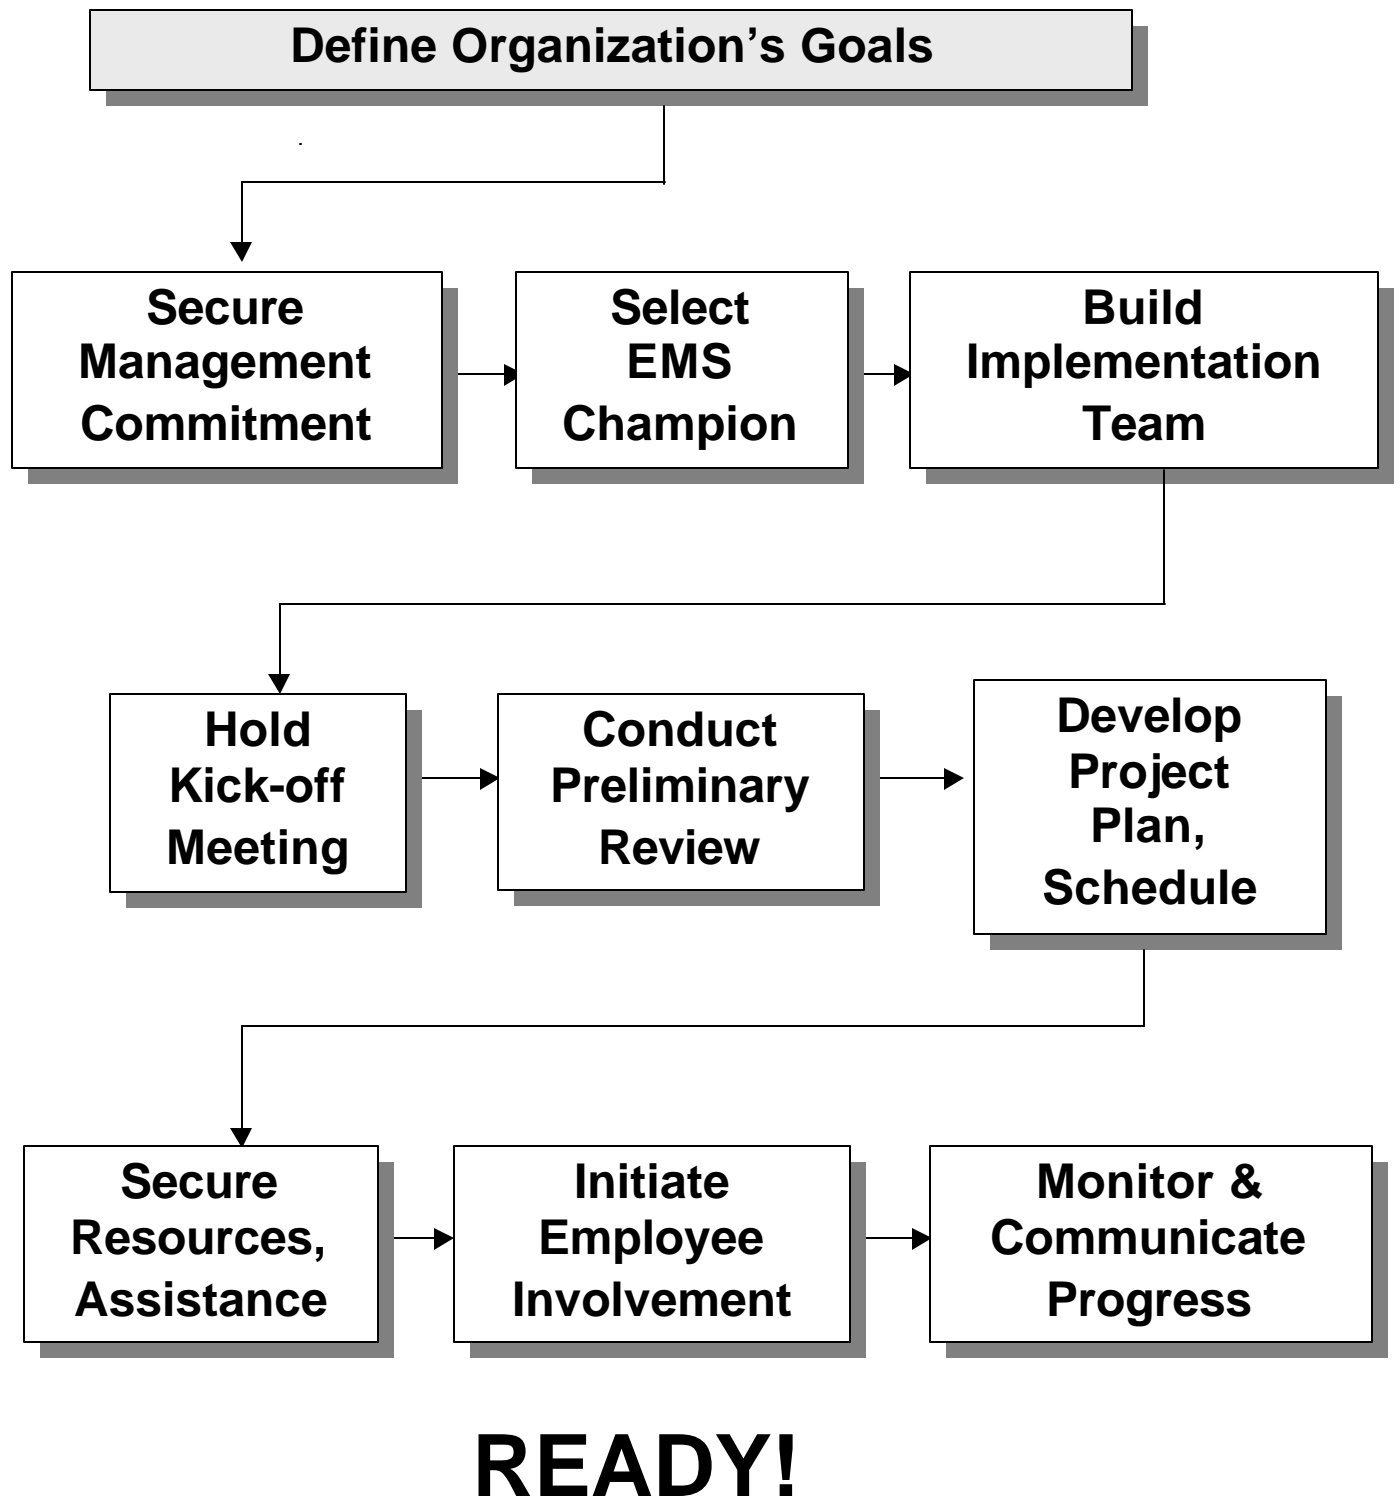 Define Organization’s Goals
Secure
Management
Commitment
Select
EMS
Champion
Build
Implementation
Team
Hold
Kick-off
Meeting
Conduct
Preliminary
Review
Develop
Project
Plan,
Schedule
Secure
Resources,
Assistance
Initiate
Employee
Involvement
Monitor &
Communicate
Progress
READY!